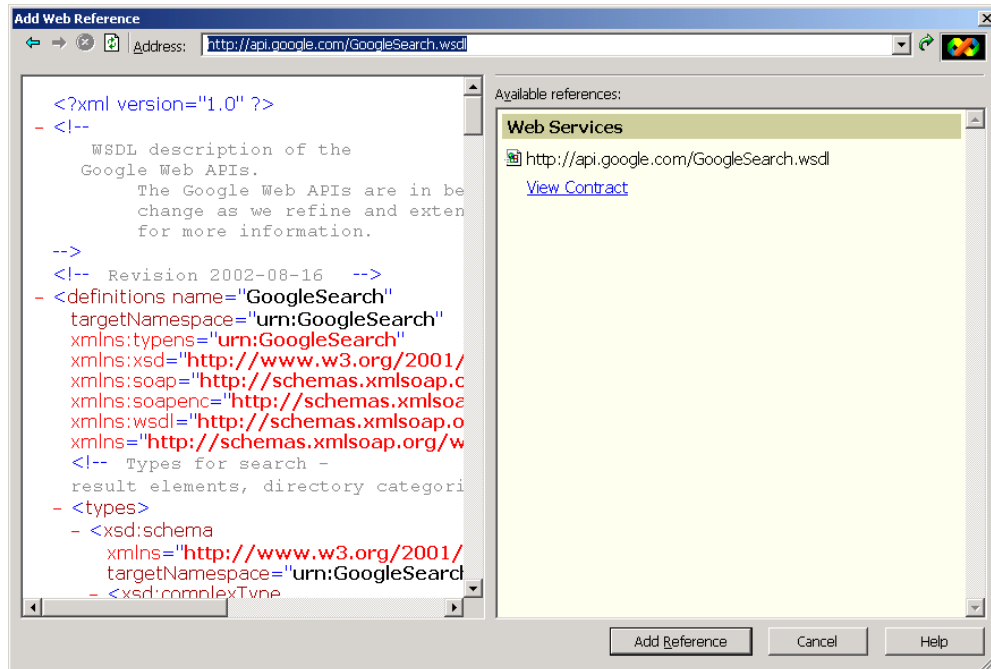 Add Web Reference
Address: http://api.google.com/GoogleSearch.wsdl
<?xml version="1.0" ?>
- <!--
WSDL description of the
Google Web APIs.
The Google Web APIs are in be
change as we refine and exten
for more information.
-->
<!-- Revision 2002-08-16 -->
- <definitions name="GoogleSearch"
targetNamespace="urn:GoogleSearch"
xmlns:typens="urn:GoogleSearch"
xmlns:xsd="http://www.w3.org/2001/
xmlns:soap="http://schemas.xmlsoap.o
xmlns:soapenc="http://schemas.xmlsoa
xmlns:wsdl="http://schemas.xmlsoap.o
xmlns="http://schemas.xmlsoap.org/w
<!-- Types for search -
result elements, directory categori
- <types>
- <xsd:schema
xmlns="http://www.w3.org/2001/
targetNamespace="urn:GoogleSearch
- <xsd:complexType
Available references:
Web Services
http://api.google.com/GoogleSearch.wsdl
View Contract
Add Reference
Cancel
Help